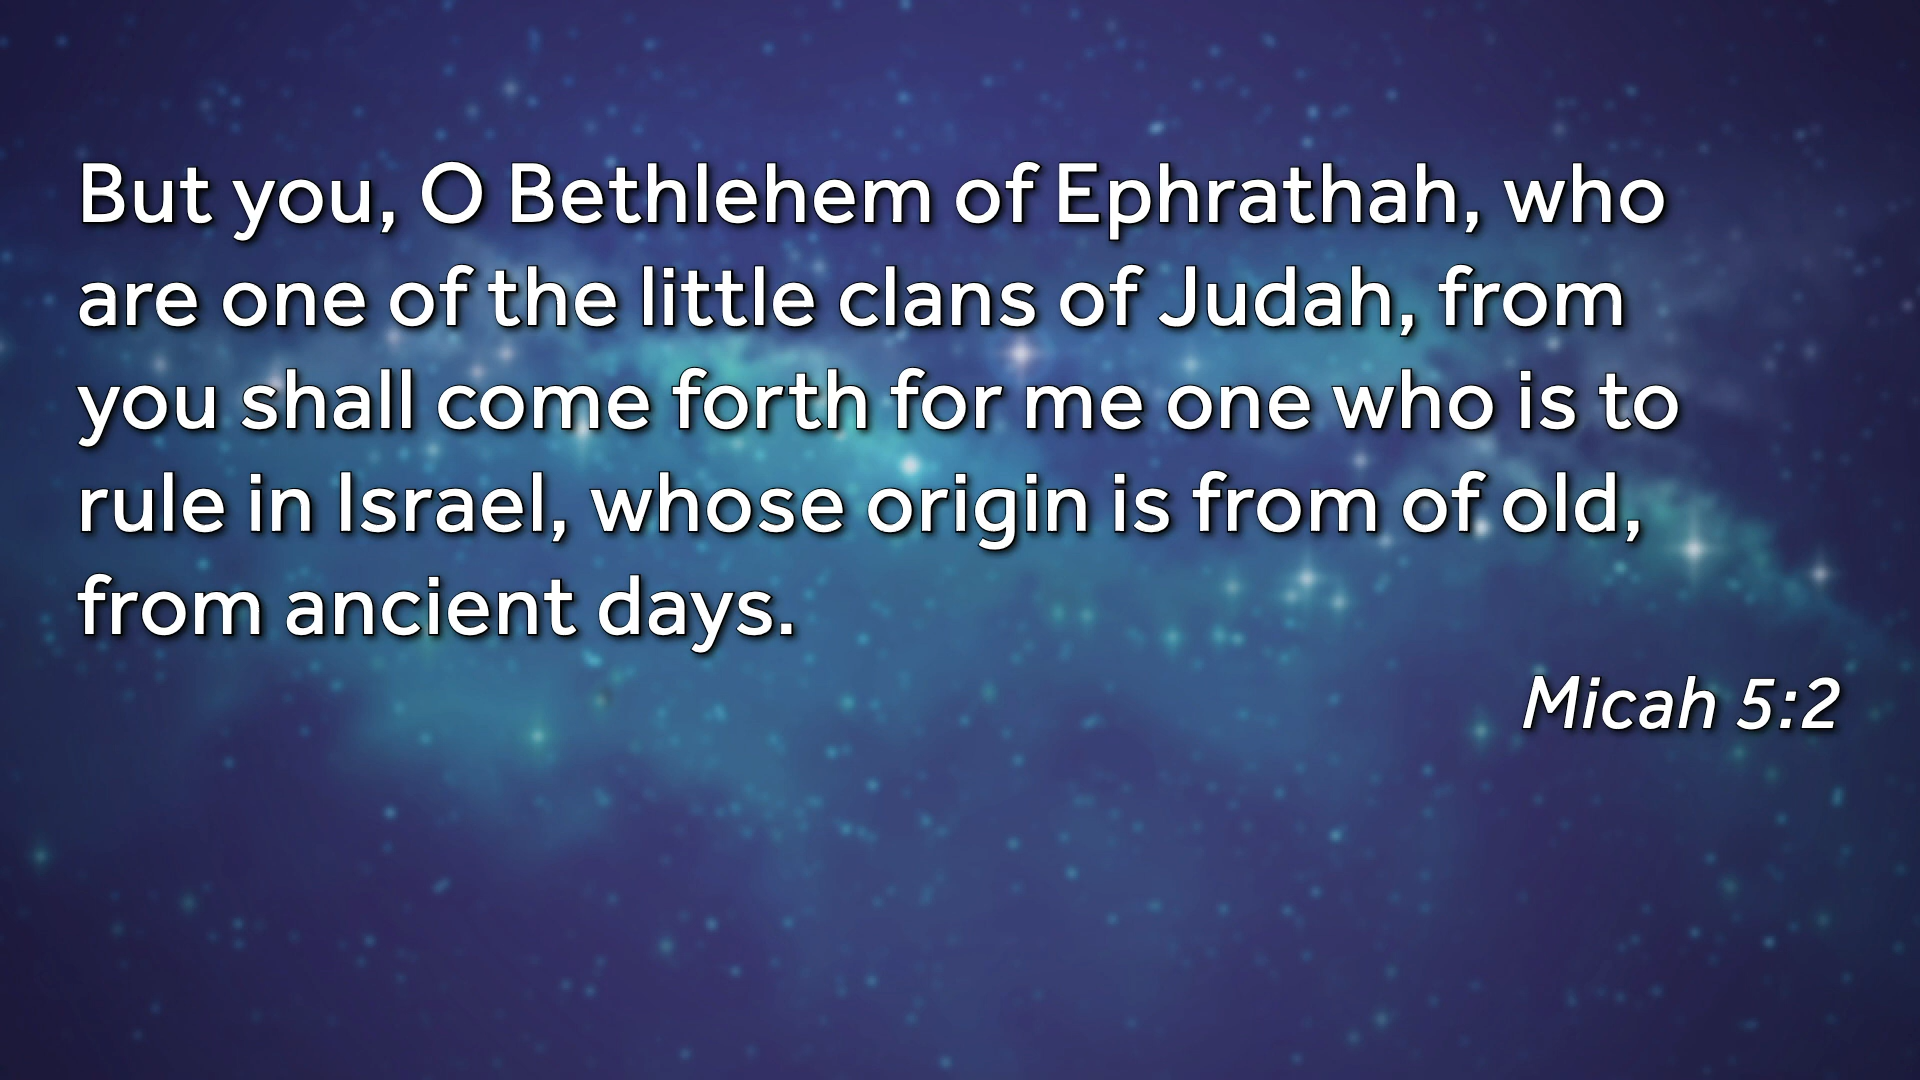 But you, O Bethlehem of Ephrathah, who
are one of the little clans of Judah, from
you shall come forth for me one who is to
rule in Israel, whose origin is from of old,
from ancient days.
Micah 5:2